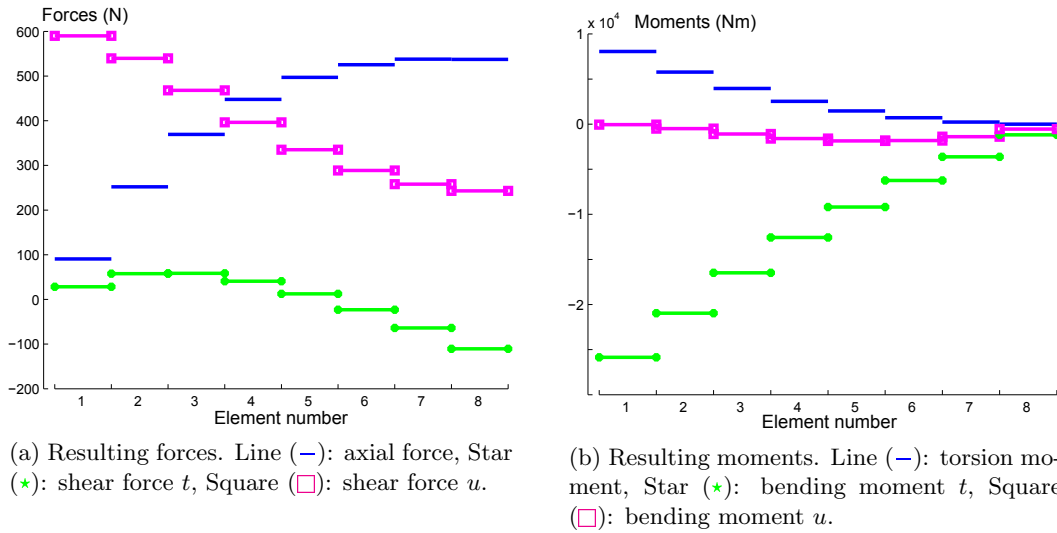 Forces (N)
600
500
400
300
200
100
0
−100
−200
1 2 3 4 5 6 7 8
Element number
(a) Resulting forces. Line (−): axial force, Star
(⋆): shear force t, Square (□): shear force u.
x 10⁴ Moments (Nm)
1
0
−1
−2
1 2 3 4 5 6 7 8
Element number
(b) Resulting moments. Line (−): torsion mo-
ment, Star (⋆): bending moment t, Square
(□): bending moment u.